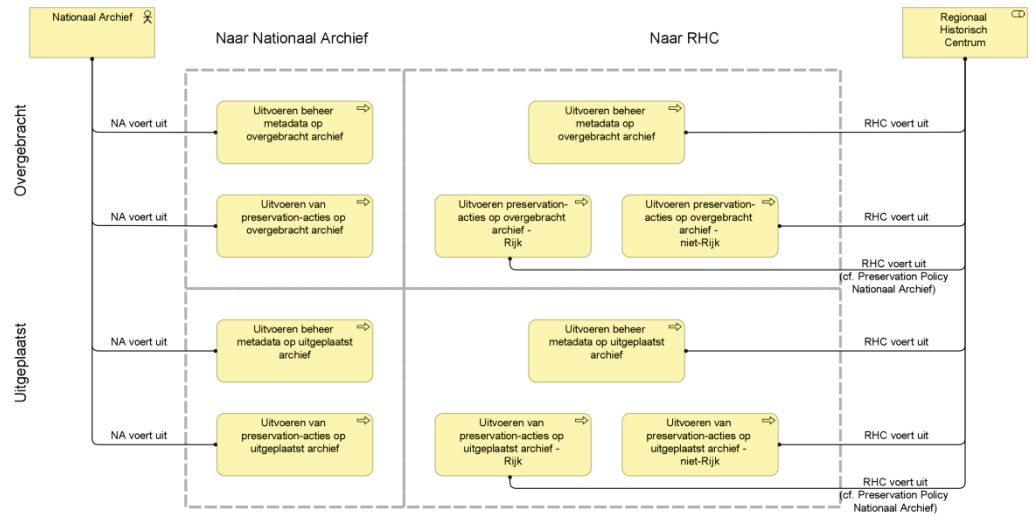 Nationaal Archief
Regionaal
Historisch
Centrum
Naar Nationaal Archief
Naar RHC
Overgebracht
NA voert uit
Uitvoeren beheer
metadata op
overgebracht archief
Uitvoeren beheer
metadata op
overgebracht archief
RHC voert uit
NA voert uit
Uitvoeren van
preservation-acties op
overgebracht archief
Uitvoeren preservation-
acties op overgebracht
archief -
Rijk
Uitvoeren preservation-
acties op overgebracht
archief -
niet-Rijk
RHC voert uit
RHC voert uit
(cf. Preservation Policy
Nationaal Archief)
Uitgeplaatst
NA voert uit
Uitvoeren beheer
metadata op uitgeplaatst
archief
Uitvoeren beheer
metadata op uitgeplaatst
archief
RHC voert uit
NA voert uit
Uitvoeren van
preservation-acties op
uitgeplaatst archief
Uitvoeren van
preservation-acties op
uitgeplaatst archief -
Rijk
Uitvoeren van
preservation-acties op
uitgeplaatst archief -
niet-Rijk
RHC voert uit
RHC voert uit
(cf. Preservation Policy
Nationaal Archief)